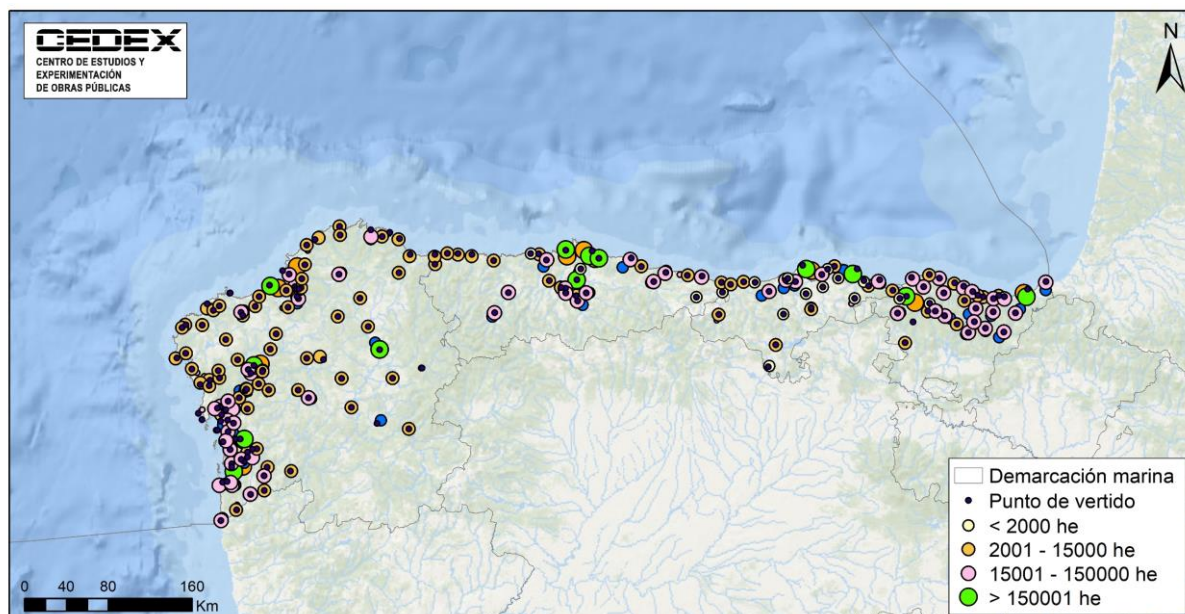 CEDEX
CENTRO DE ESTUDIOS Y
EXPERIMENTACIÓN
DE OBRAS PÚBLICAS
N
Demarcación marina
Punto de vertido
< 2000 he
2001 - 15000 he
15001 - 150000 he
> 150001 he
0 40 80 160
Km